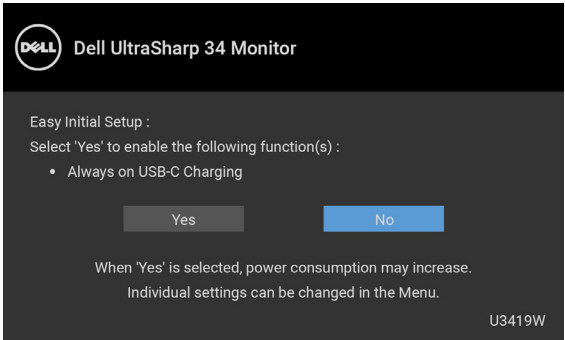 DELL
Dell UltraSharp 34 Monitor
Easy Initial Setup :
Select 'Yes' to enable the following function(s) :
• Always on USB-C Charging
Yes No
When 'Yes' is selected, power consumption may increase.
Individual settings can be changed in the Menu.
U3419W